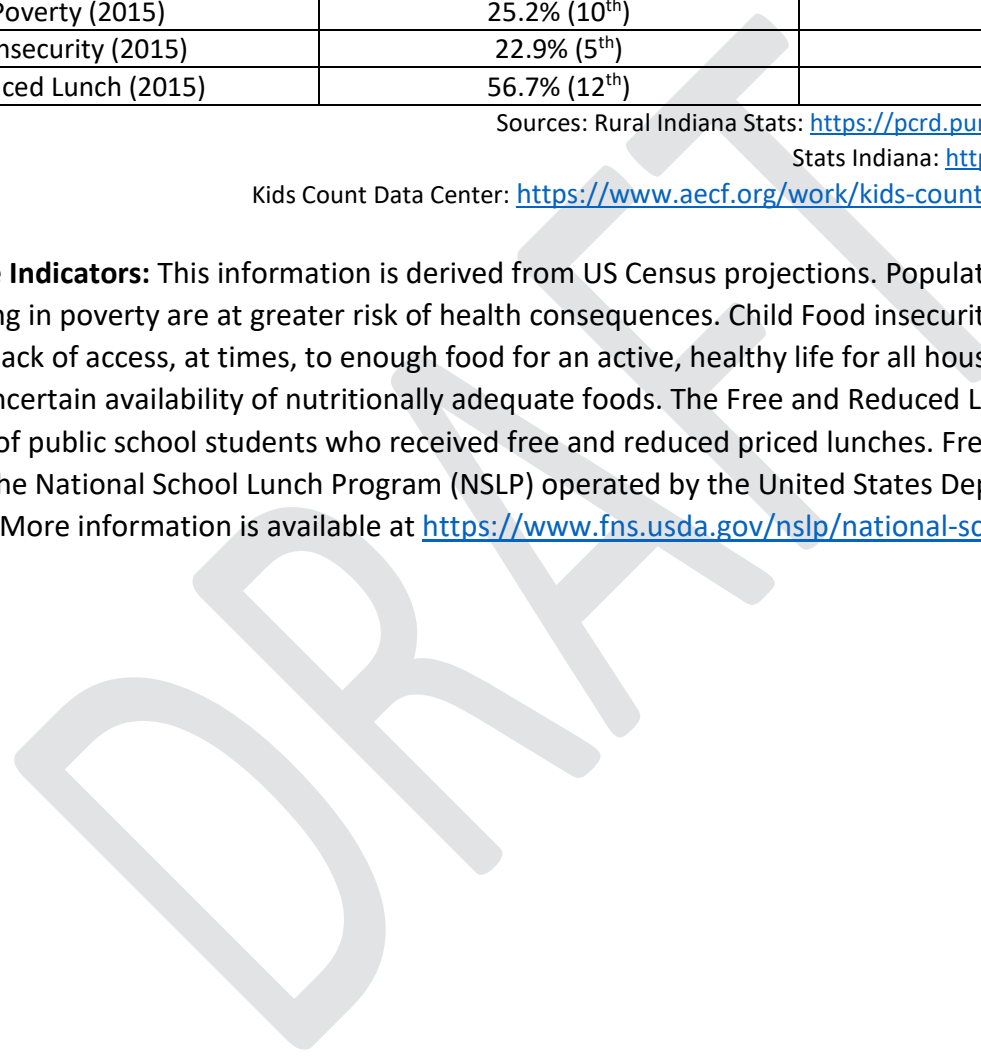 Poverty (2015) 25.2% (10th)
nsecurity (2015) 22.9% (5th)
ced Lunch (2015) 56.7% (12th)
Sources: Rural Indiana Stats: https://pcrd.pur
Stats Indiana: http
Kids Count Data Center: https://www.aecf.org/work/kids-count
Indicators: This information is derived from US Census projections. Populat
ng in poverty are at greater risk of health consequences. Child Food insecurit
ack of access, at times, to enough food for an active, healthy life for all hous
ncertain availability of nutritionally adequate foods. The Free and Reduced L
of public school students who received free and reduced priced lunches. Fre
he National School Lunch Program (NSLP) operated by the United States Dep
More information is available at https://www.fns.usda.gov/nslp/national-sc
DRAFT